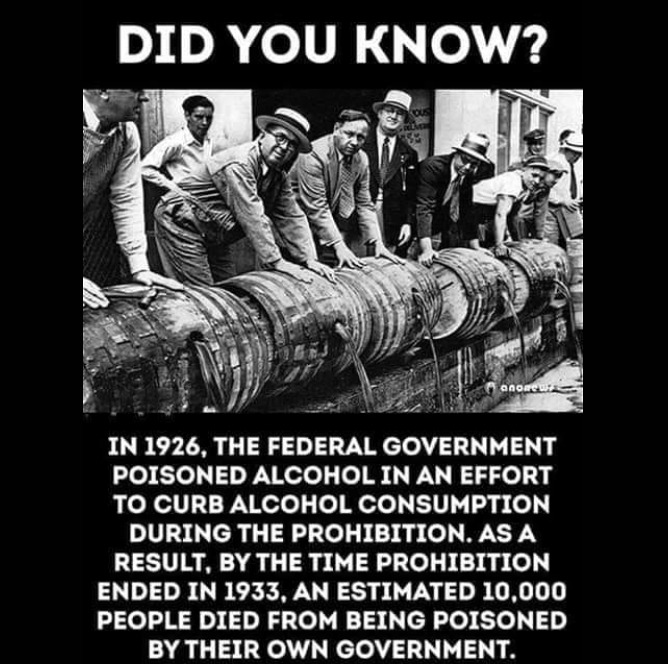 DID YOU KNOW?
anonews
IN 1926, THE FEDERAL GOVERNMENT
POISONED ALCOHOL IN AN EFFORT
TO CURB ALCOHOL CONSUMPTION
DURING THE PROHIBITION. AS A
RESULT, BY THE TIME PROHIBITION
ENDED IN 1933, AN ESTIMATED 10,000
PEOPLE DIED FROM BEING POISONED
BY THEIR OWN GOVERNMENT.